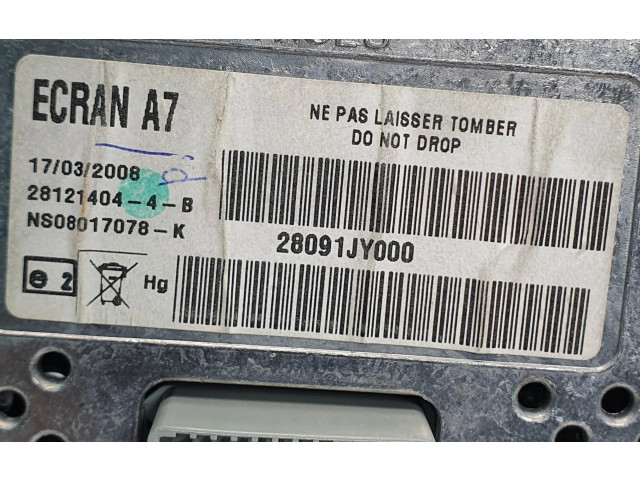 ECRAN A7
NE PAS LAISSER TOMBER
DO NOT DROP
17/03/2008
28121404-4-B
NS08017078-K
28091JY000
2
Hg